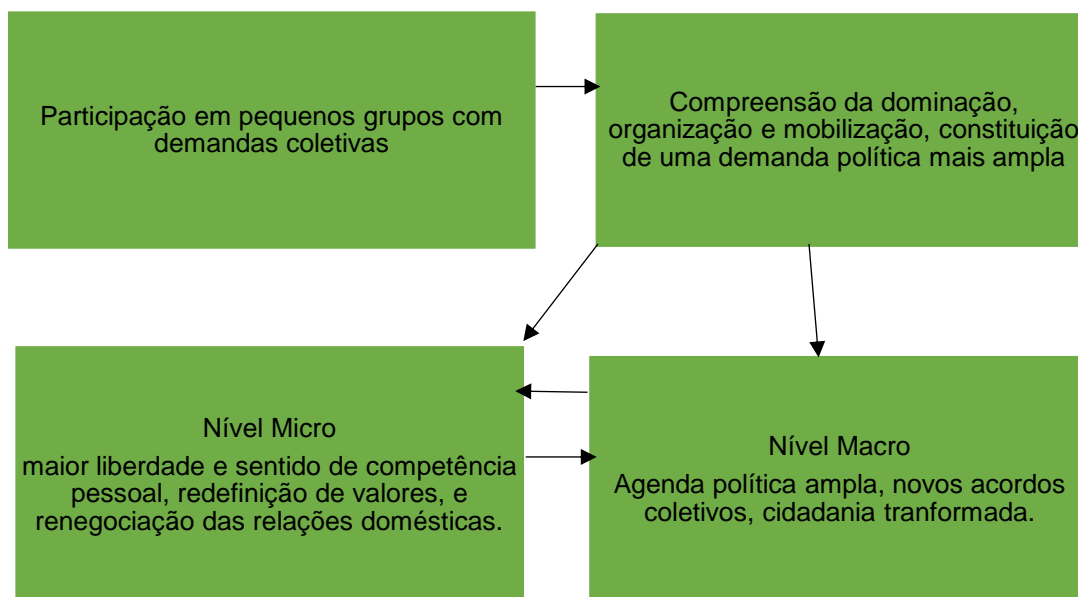 Participação em pequenos grupos com
demandas coletivas
Compreensão da dominação,
organização e mobilização, constituição
de uma demanda política mais ampla
Nível Micro
maior liberdade e sentido de competência
pessoal, redefinição de valores, e
renegociação das relações domésticas.
Nível Macro
Agenda política ampla, novos acordos
coletivos, cidadania tranformada.